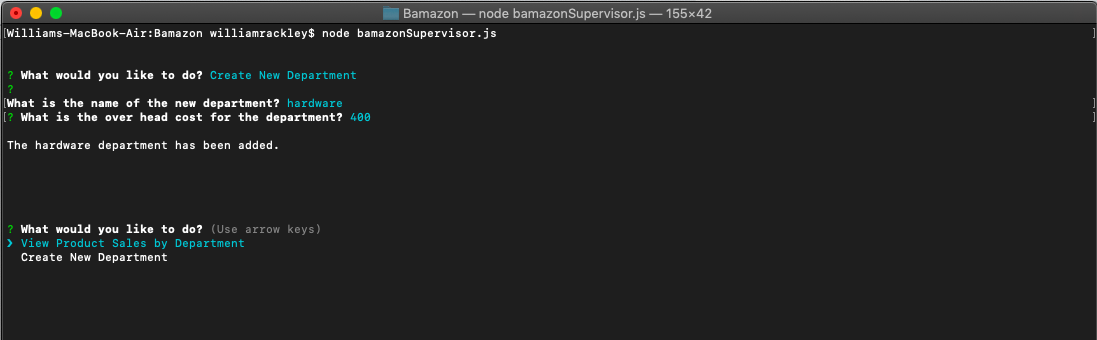 Bamazon — node bamazonSupervisor.js — 155×42
[Williams-MacBook-Air:Bamazon williamrackley$ node bamazonSupervisor.js ]
? What would you like to do? Create New Department
?
[What is the name of the new department? hardware ]
[? What is the over head cost for the department? 400 ]
The hardware department has been added.
? What would you like to do? (Use arrow keys)
❯ View Product Sales by Department
Create New Department